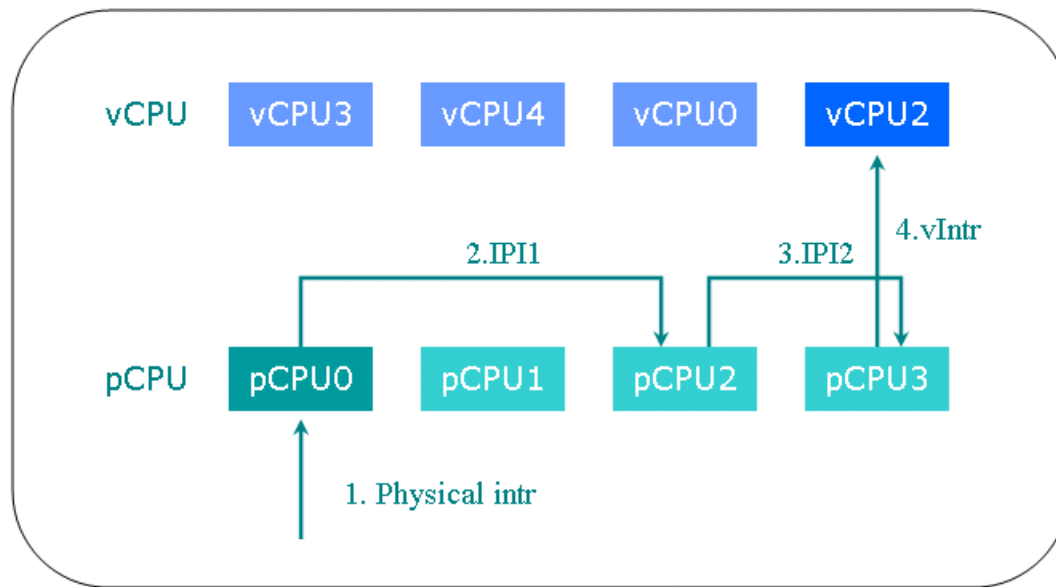 vCPU vCPU3 vCPU4 vCPU0 vCPU2
4.vIntr
2.IPI1 3.IPI2
pCPU pCPU0 pCPU1 pCPU2 pCPU3
1. Physical intr